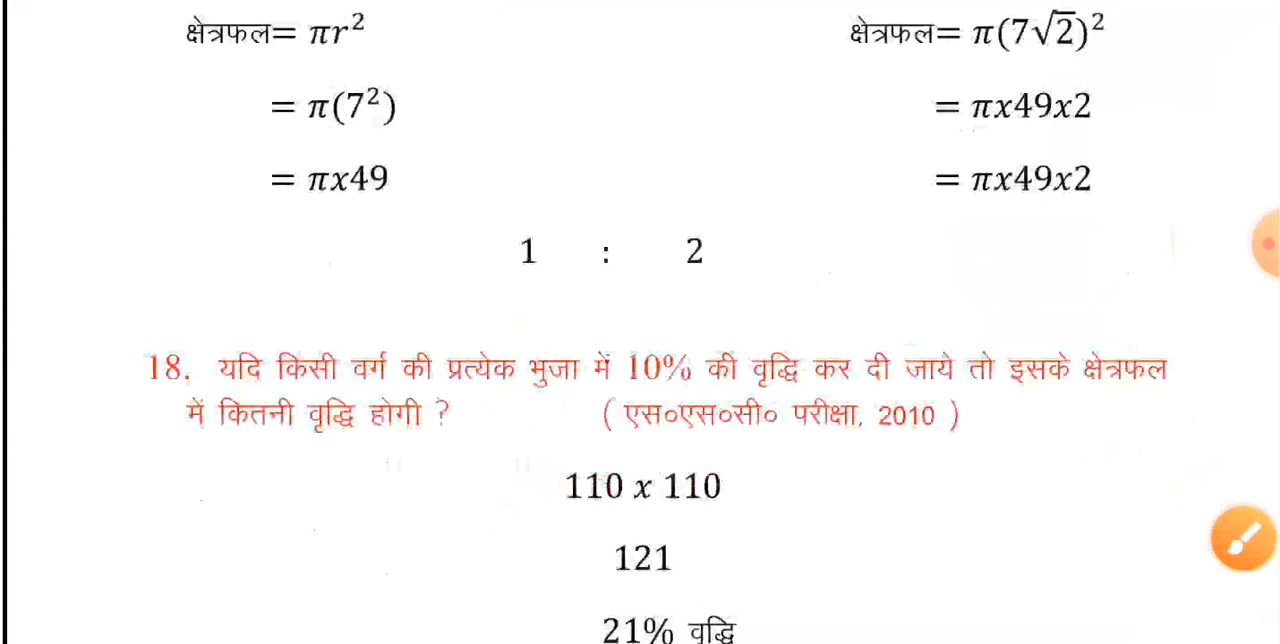 क्षेत्रफल= πr² क्षेत्रफल= π(7√2)²
= π(7²) = πx49x2
= πx49 = πx49x2
1 : 2
18. यदि किसी वर्ग की प्रत्येक भुजा में 10% की वृद्धि कर दी जाये तो इसके क्षेत्रफल
में कितनी वृद्धि होगी ? ( एस०एस०सी० परीक्षा, 2010 )
110 x 110
121
21% वृद्धि